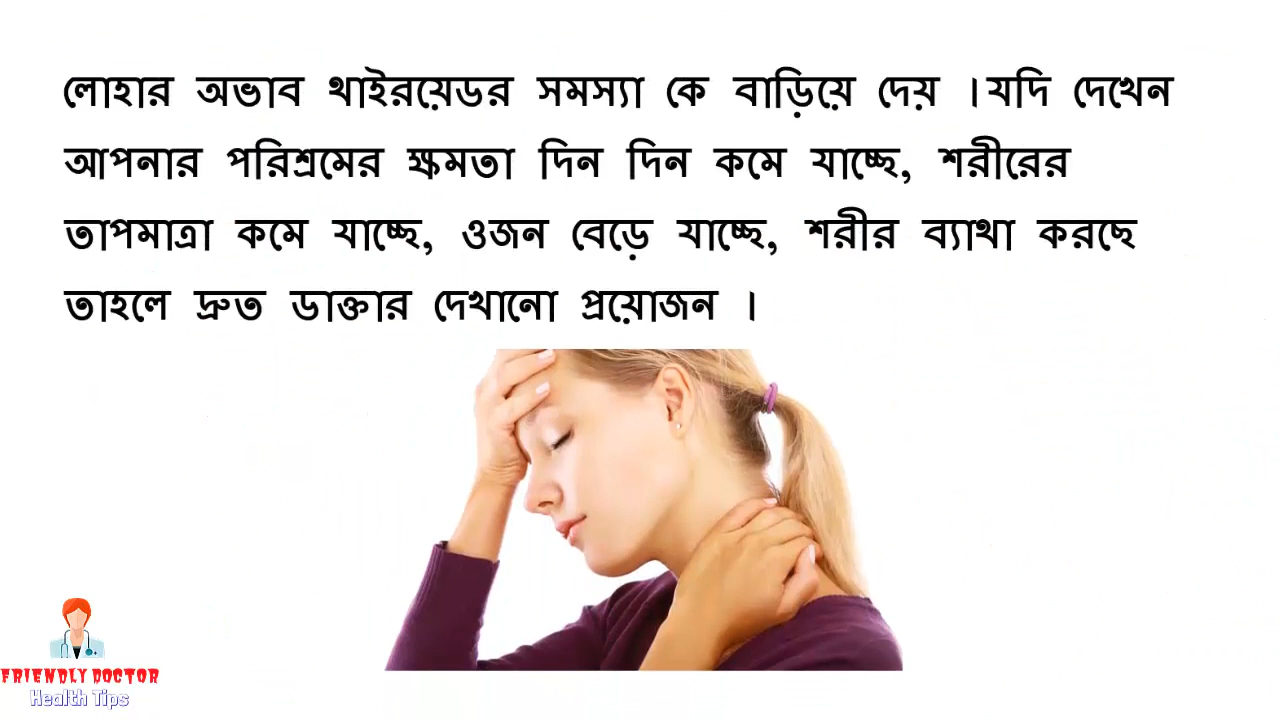 লোহার অভাব থাইরয়েডর সমস্যা কে বাড়িয়ে দেয় । যদি দেখেন
আপনার পরিশ্রমের ক্ষমতা দিন দিন কমে যাচ্ছে, শরীরের
তাপমাত্রা কমে যাচ্ছে, ওজন বেড়ে যাচ্ছে, শরীর ব্যাথা করছে
তাহলে দ্রুত ডাক্তার দেখানো প্রয়োজন ।
FRIENDLY DOCTOR
Health Tips